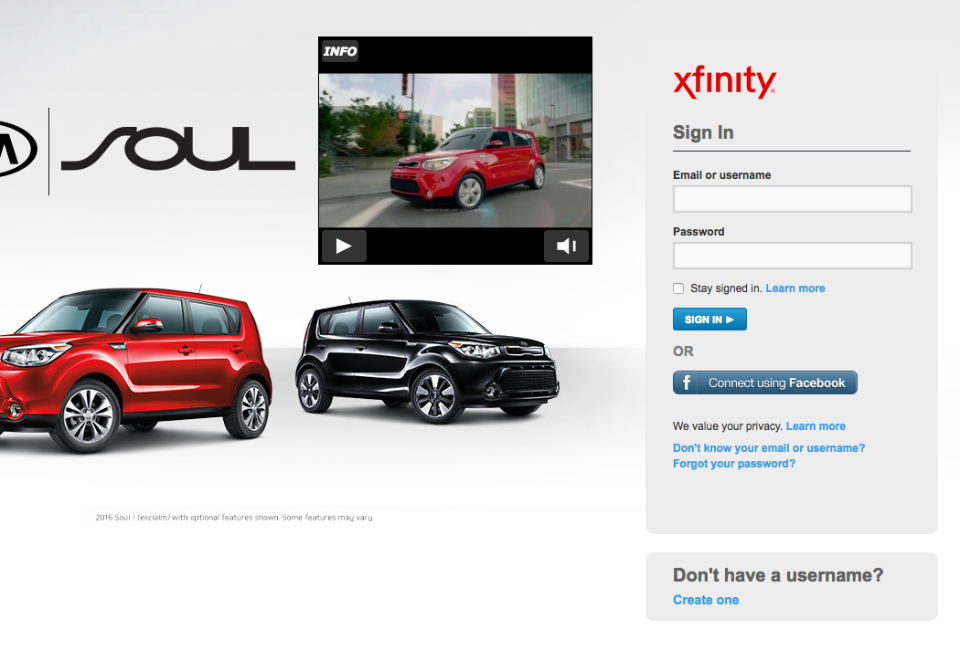 SOUL
INFO
2016 Soul ! (exclaim) with optional features shown. Some features may vary.
xfinity
Sign In
Email or username
Password
Stay signed in. Learn more
SIGN IN
OR
f Connect using Facebook
We value your privacy. Learn more
Don't know your email or username?
Forgot your password?
Don't have a username?
Create one